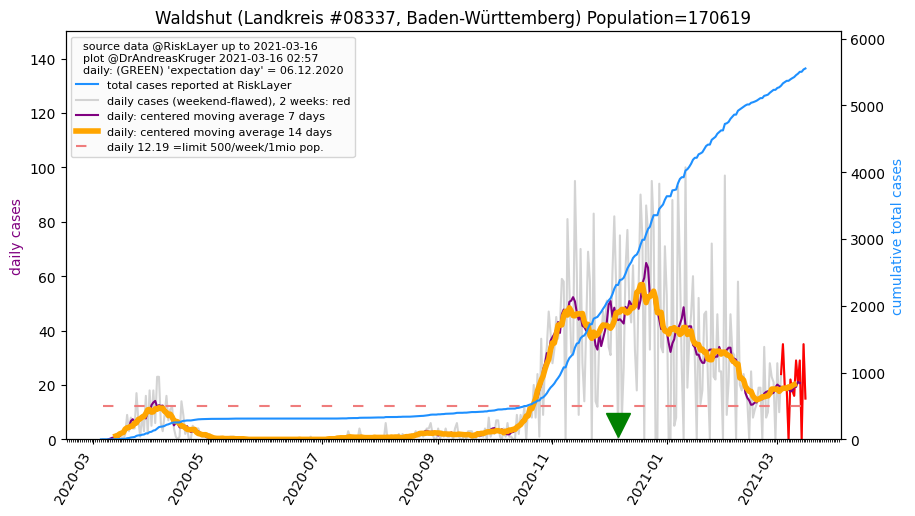 Waldshut (Landkreis #08337, Baden-Württemberg) Population=170619
source data @RiskLayer up to 2021-03-16
plot @DrAndreasKruger 2021-03-16 02:57
daily: (GREEN) 'expectation day' = 06.12.2020
total cases reported at RiskLayer
daily cases (weekend-flawed), 2 weeks: red
daily: centered moving average 7 days
daily: centered moving average 14 days
daily 12.19 =limit 500/week/1mio pop.
daily cases
140
120
100
80
60
40
20
0
cumulative total cases
6000
5000
4000
3000
2000
1000
0
2020-03
2020-05
2020-07
2020-09
2020-11
2021-01
2021-03